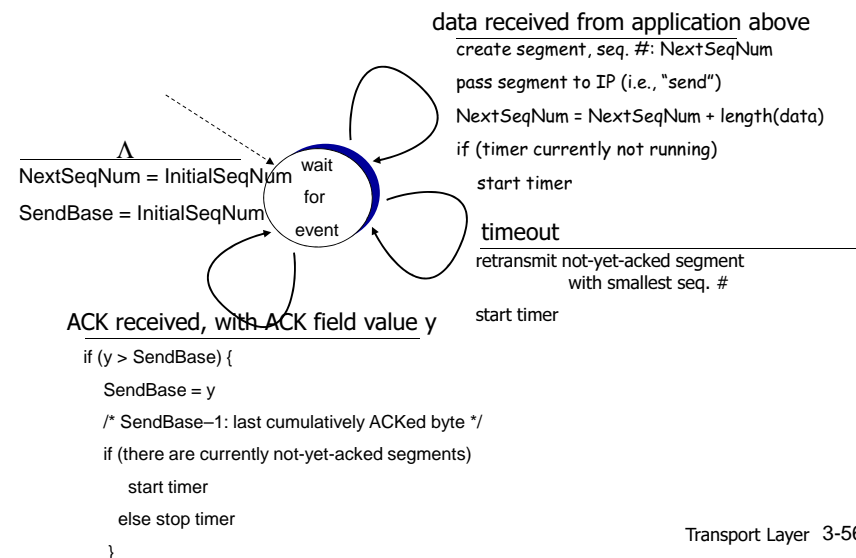 data received from application above
create segment, seq. #: NextSeqNum
pass segment to IP (i.e., “send”)
NextSeqNum = NextSeqNum + length(data)
if (timer currently not running)
start timer
Λ
NextSeqNum = InitialSeqNum
SendBase = InitialSeqNum
wait
for
event
timeout
retransmit not-yet-acked segment
with smallest seq. #
start timer
ACK received, with ACK field value y
if (y > SendBase) {
SendBase = y
/* SendBase–1: last cumulatively ACKed byte */
if (there are currently not-yet-acked segments)
start timer
else stop timer
}
Transport Layer 3-56